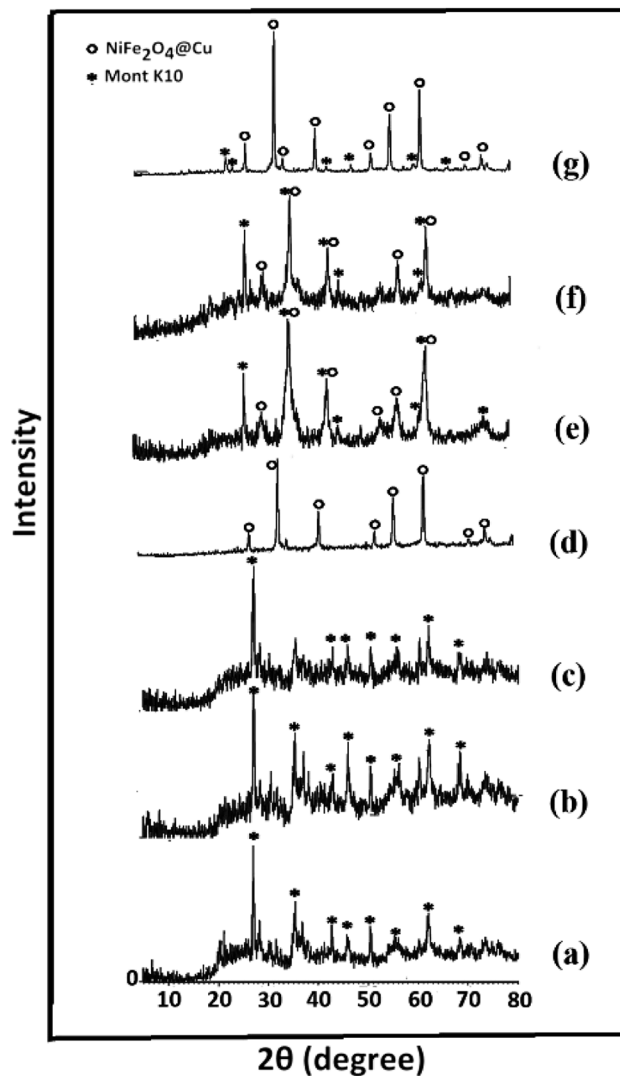 o NiFe₂O₄@Cu
* Mont K10
(g)
(f)
(e)
(d)
(c)
(b)
(a)
Intensity
0
10 20 30 40 50 60 70 80
2θ (degree)